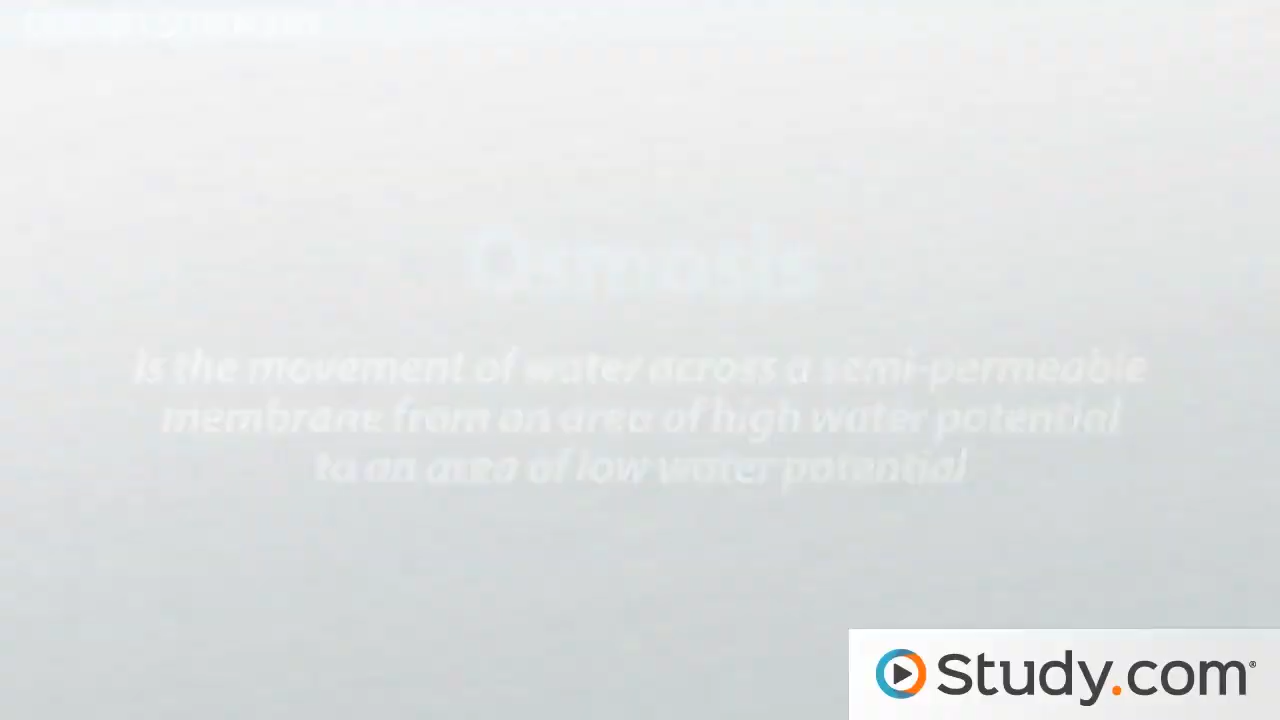 Osmosis
Is the movement of water across a semi-permeable
membrane from an area of high water potential
to an area of low water potential
Study.com®